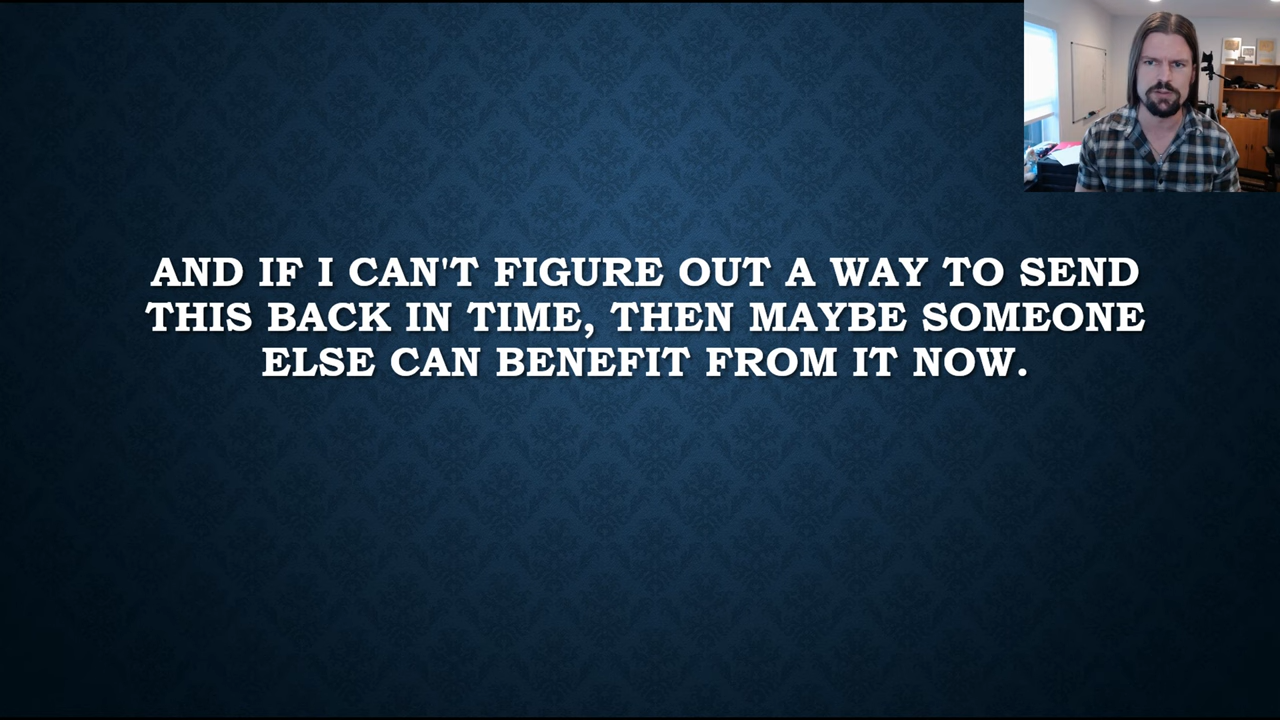 AND IF I CAN'T FIGURE OUT A WAY TO SEND
THIS BACK IN TIME, THEN MAYBE SOMEONE
ELSE CAN BENEFIT FROM IT NOW.